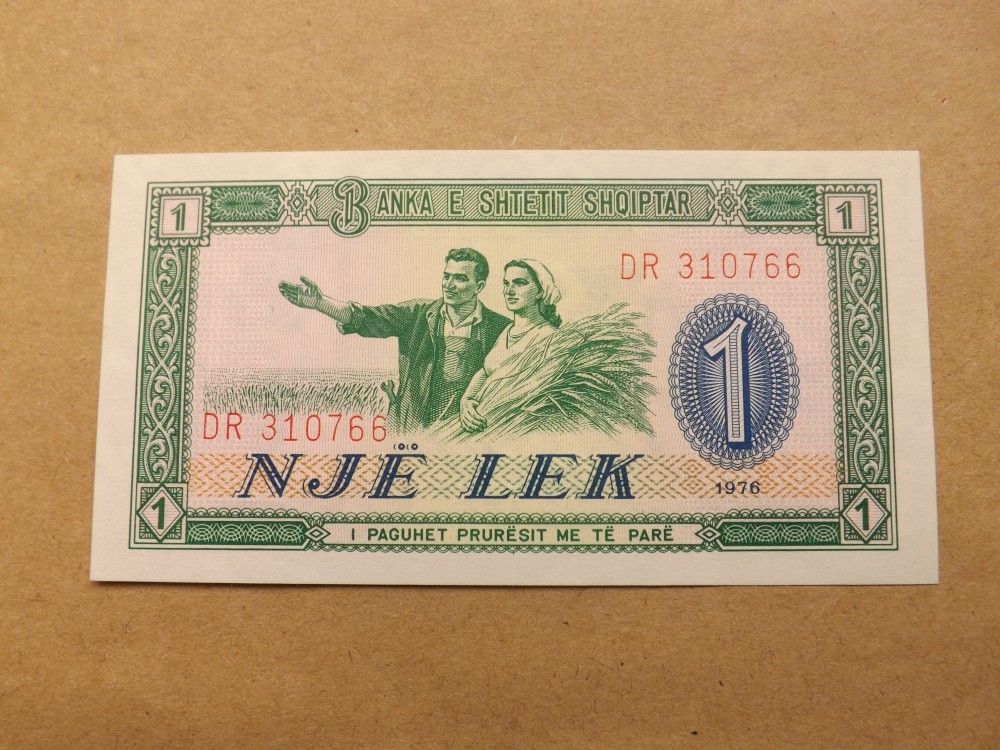 1 BANKA E SHTETIT SHQIPTAR 1
DR 310766
1
DR 310766
NJË LEK 1976
1 I PAGUHET PRURËSIT ME TË PARË 1